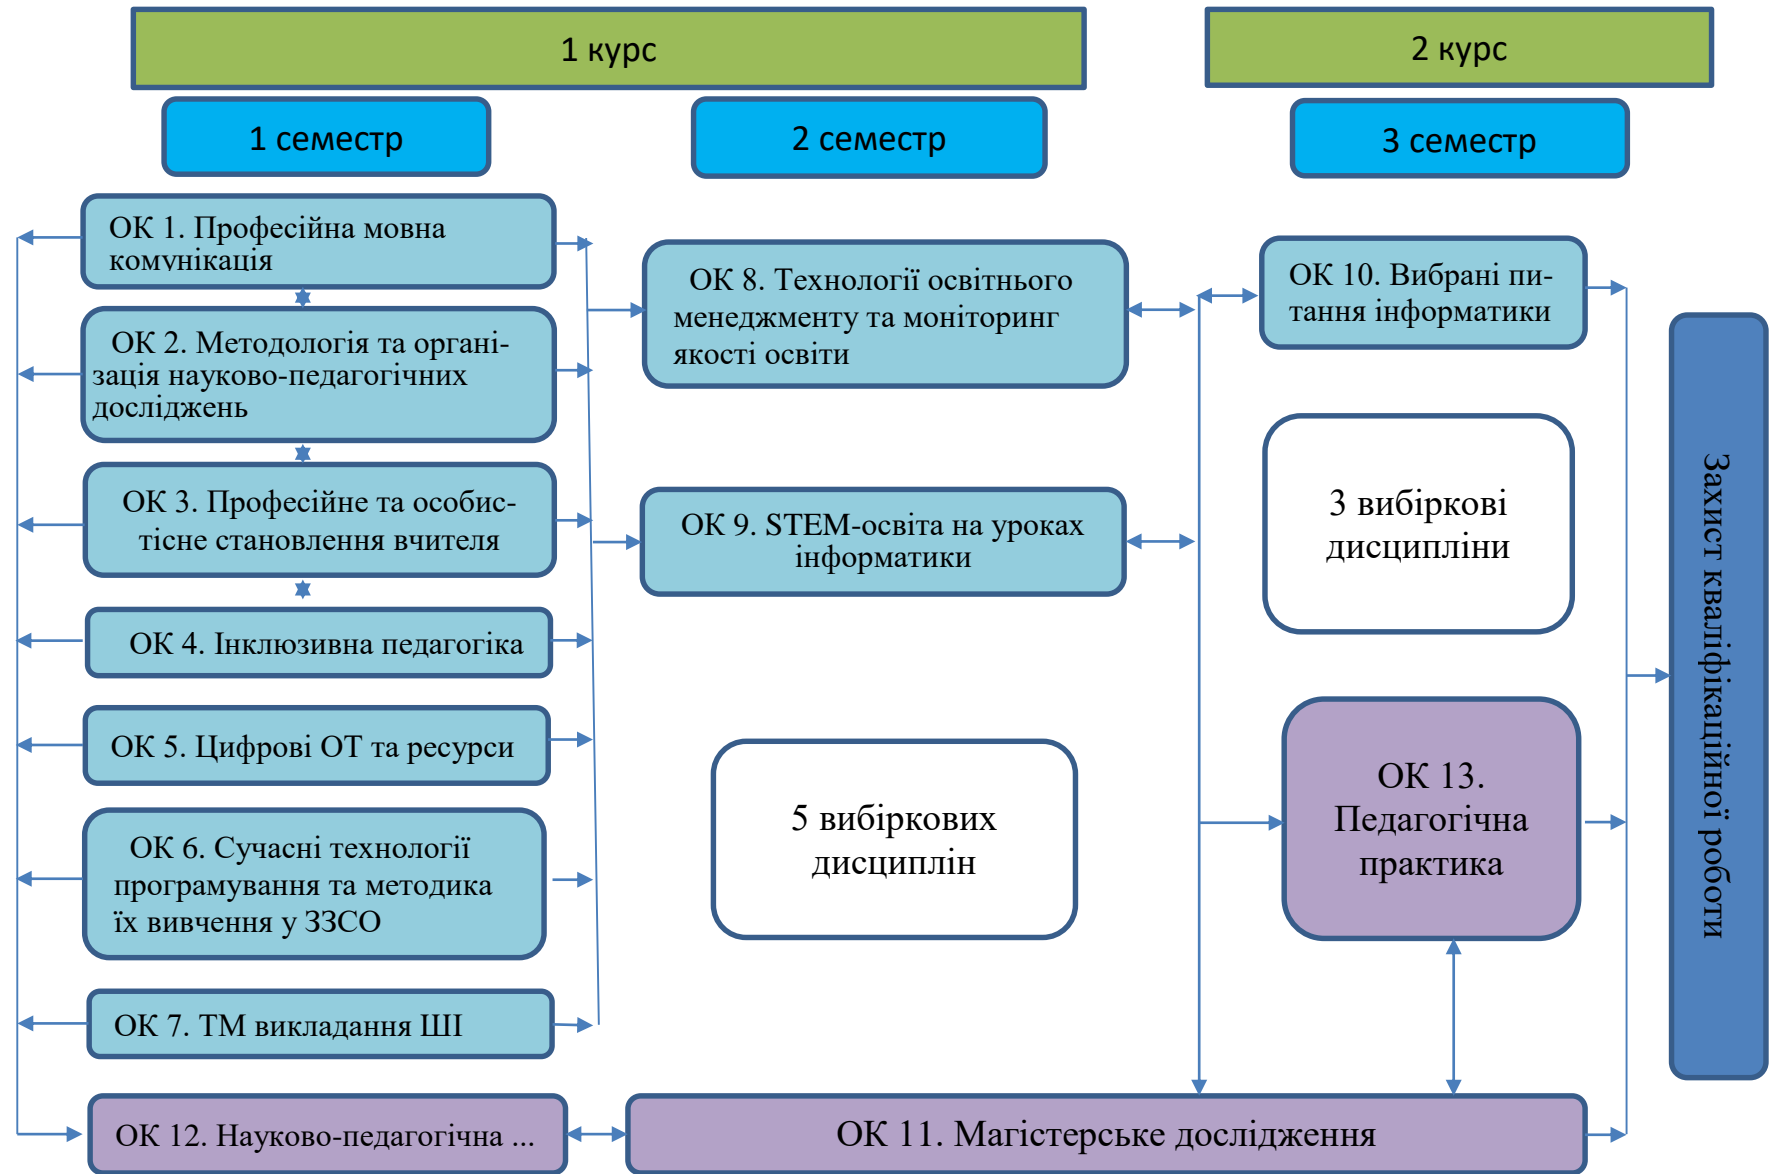 1 курс
2 курс
1 семестр
2 семестр
3 семестр
ОК 1. Професійна мовна
комунікація
ОК 2. Методологія та органі-
зація науково-педагогічних
досліджень
ОК 3. Професійне та особис-
тісне становлення вчителя
ОК 4. Інклюзивна педагогіка
ОК 5. Цифрові ОТ та ресурси
ОК 6. Сучасні технології
програмування та методика
їх вивчення у ЗЗСО
ОК 7. ТМ викладання ШІ
ОК 12. Науково-педагогічна ...
ОК 8. Технології освітнього
менеджменту та моніторинг
якості освіти
ОК 9. STEM-освіта на уроках
інформатики
5 вибіркових
дисциплін
ОК 11. Магістерське дослідження
ОК 10. Вибрані пи-
тання інформатики
3 вибіркові
дисципліни
ОК 13.
Педагогічна
практика
Захист кваліфікаційної роботи